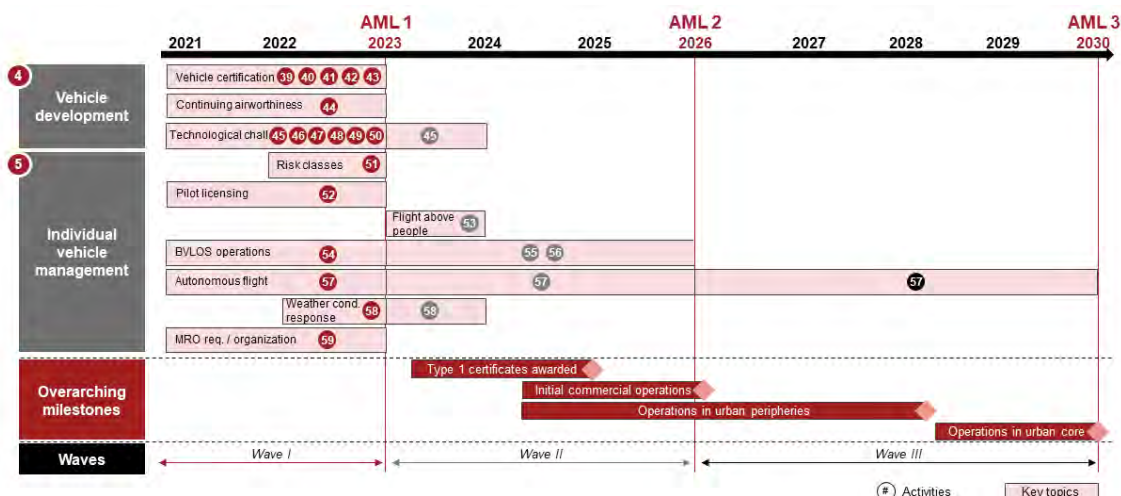 AML 1 AML 2 AML 3
2021 2022 2023 2024 2025 2026 2027 2028 2029 2030
4
Vehicle
development
Vehicle certification 39 40 41 42 43
Continuing airworthiness 44
Technological chall 45 46 47 48 49 50 45
5
Individual
vehicle
management
Risk classes 51
Pilot licensing 52
Flight above
people 53
BVLOS operations 54 55 56
Autonomous flight 57 57 57
Weather cond.
response 58 58
MRO req. / organization 59
Overarching
milestones
Type 1 certificates awarded
Initial commercial operations
Operations in urban peripheries
Operations in urban core
Waves
Wave I Wave II Wave III
# Activities Key topics